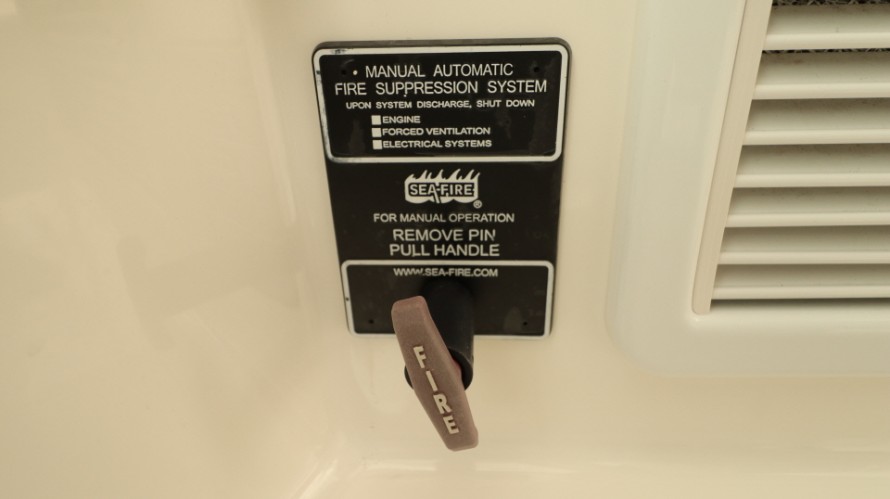 MANUAL AUTOMATIC
FIRE SUPPRESSION SYSTEM
UPON SYSTEM DISCHARGE, SHUT DOWN
ENGINE
FORCED VENTILATION
ELECTRICAL SYSTEMS
SEA-FIRE®
FOR MANUAL OPERATION
REMOVE PIN
PULL HANDLE
WWW.SEA-FIRE.COM
FIRE